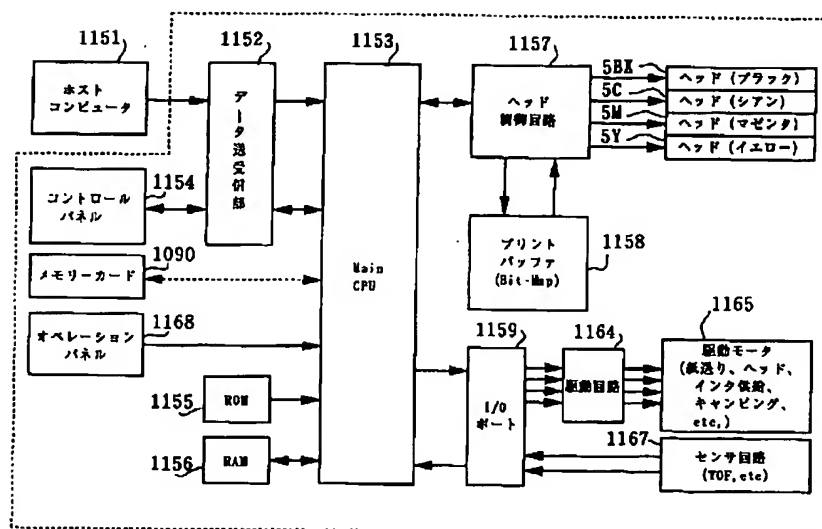 1151
ホスト
コンピュータ
1152
データ送受信部
1153
Main
CPU
1157
ヘッド
制御回路
5BK
ヘッド(ブラック)
5C
ヘッド(シアン)
5M
ヘッド(マゼンタ)
5Y
ヘッド(イエロー)
1154
コントロール
パネル
1090
メモリーカード
1168
オペレーション
パネル
1155
ROM
1156
RAM
プリント
バッファ
(Bit-Map)
1158
1159
I/O
ポート
1164
駆動回路
1165
駆動モータ
(紙送り、ヘッド、
インク供給、
キャンピング、
etc,)
1167
センサ回路
(TOF,etc)